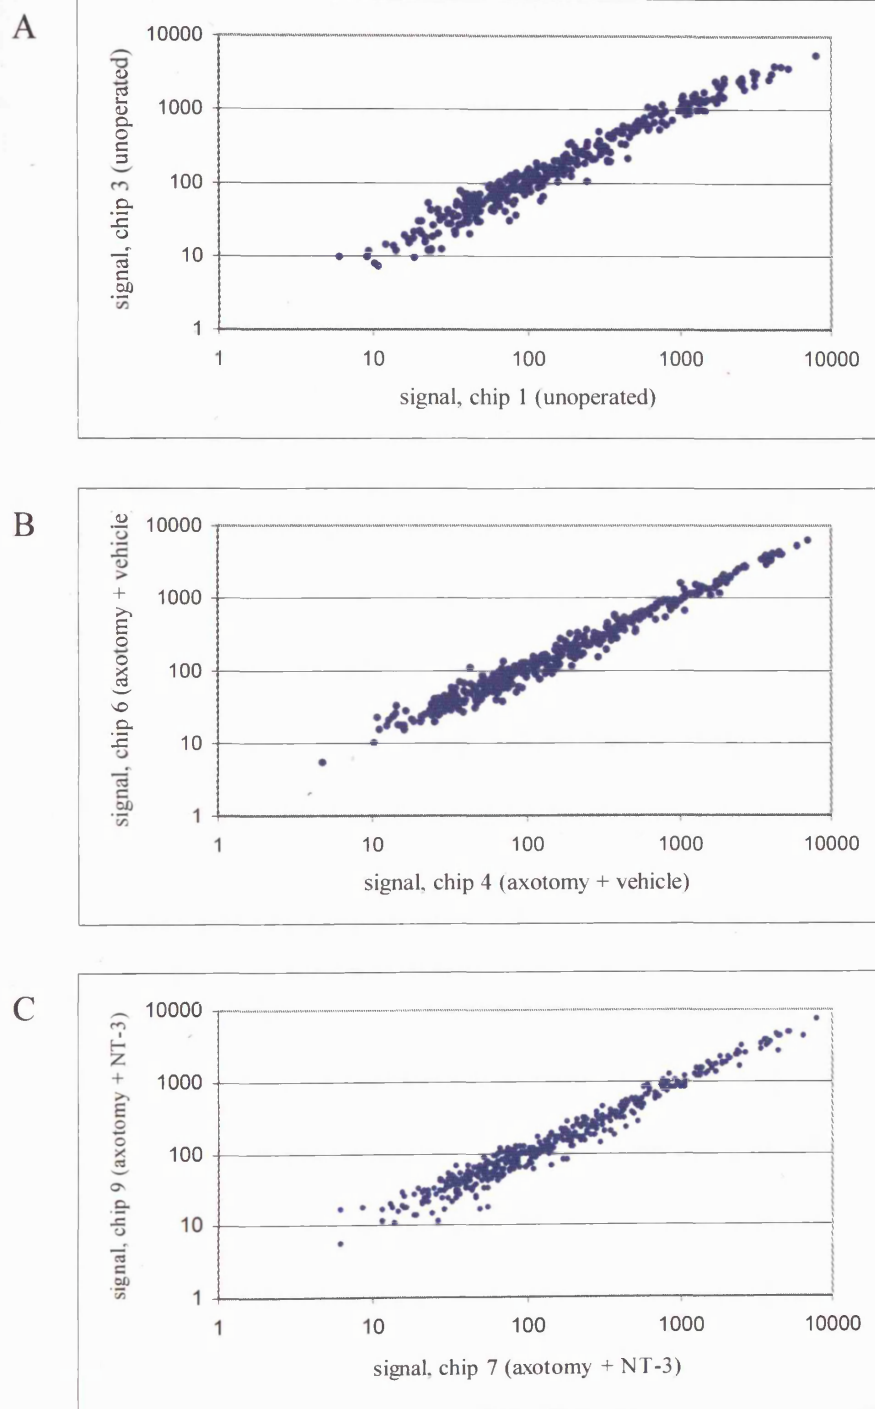 A
signal, chip 3 (unoperated)
10000
1000
100
10
1
1 10 100 1000 10000
signal, chip 1 (unoperated)
B
signal, chip 6 (axotomy + vehicle
10000
1000
100
10
1
1 10 100 1000 10000
signal, chip 4 (axotomy + vehicle)
C
signal, chip 9 (axotomy + NT-3)
10000
1000
100
10
1
1 10 100 1000 10000
signal, chip 7 (axotomy + NT-3)